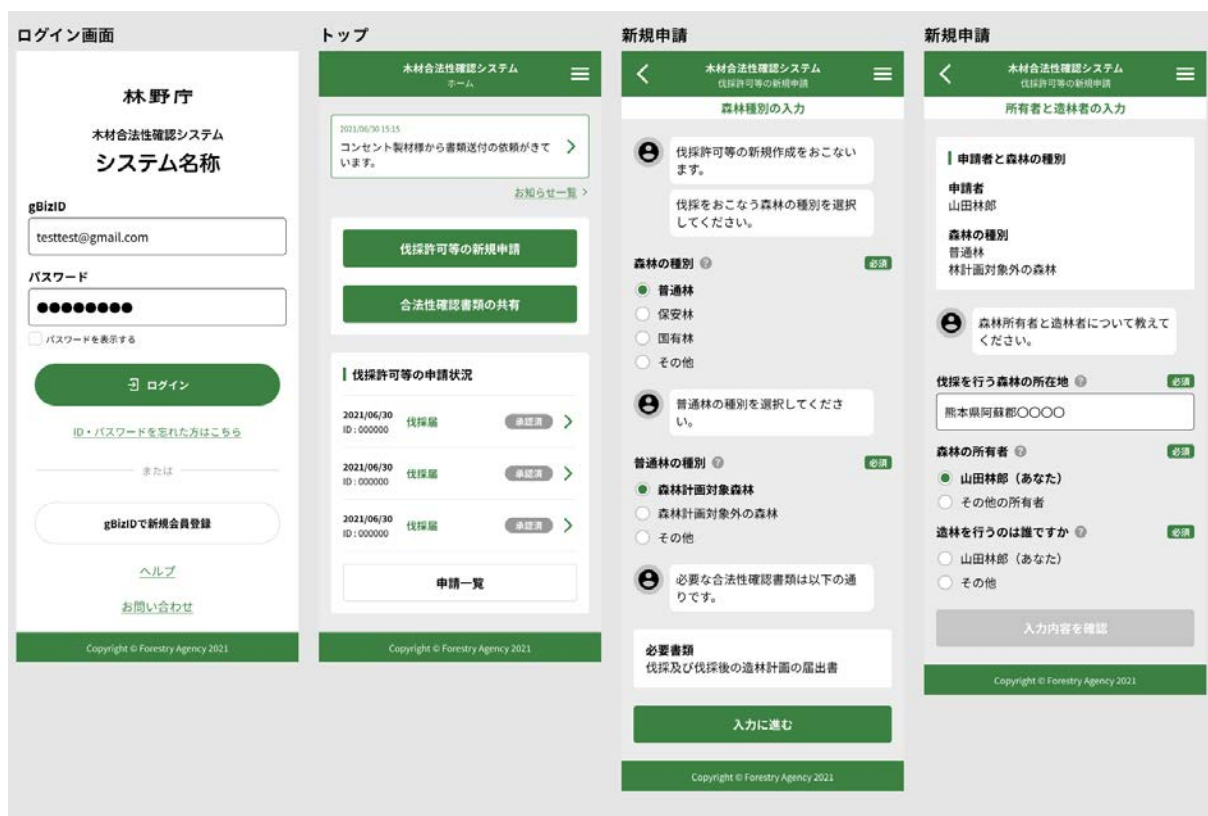 ログイン画面
林野庁
木材合法性確認システム
システム名称
gBizID
testtest@gmail.com
パスワード
●●●●●●●●
パスワードを表示する
ログイン
ID・パスワードを忘れた方はこちら
または
gBizIDで新規会員登録
ヘルプ
お問い合わせ
Copyright © Forestry Agency 2021
トップ
木材合法性確認システム
ホーム
2021/06/30 15:15
コンセント製材様から書類送付の依頼がきて
います。
お知らせ一覧
伐採許可等の新規申請
合法性確認書類の共有
伐採許可等の申請状況
2021/06/30
ID : 000000
伐採届
承認済
2021/06/30
ID : 000000
伐採届
承認済
2021/06/30
ID : 000000
伐採届
承認済
申請一覧
Copyright © Forestry Agency 2021
新規申請
木材合法性確認システム
伐採許可等の新規申請
森林種別の入力
伐採許可等の新規作成をおこない
ます。
伐採をおこなう森林の種別を選択
してください。
森林の種別
必須
普通林
保安林
国有林
その他
普通林の種別を選択してくださ
い。
普通林の種別
必須
森林計画対象森林
森林計画対象外の森林
その他
必要な合法性確認書類は以下の通
りです。
必要書類
伐採及び伐採後の造林計画の届出書
入力に進む
Copyright © Forestry Agency 2021
新規申請
木材合法性確認システム
伐採許可等の新規申請
所有者と造林者の入力
申請者と森林の種別
申請者
山田林郎
森林の種別
普通林
林計画対象外の森林
森林所有者と造林者について教えて
ください。
伐採を行う森林の所在地
必須
熊本県阿蘇郡〇〇〇〇
森林の所有者
必須
山田林郎（あなた）
その他の所有者
造林を行うのは誰ですか
必須
山田林郎（あなた）
その他
入力内容を確認
Copyright © Forestry Agency 2021